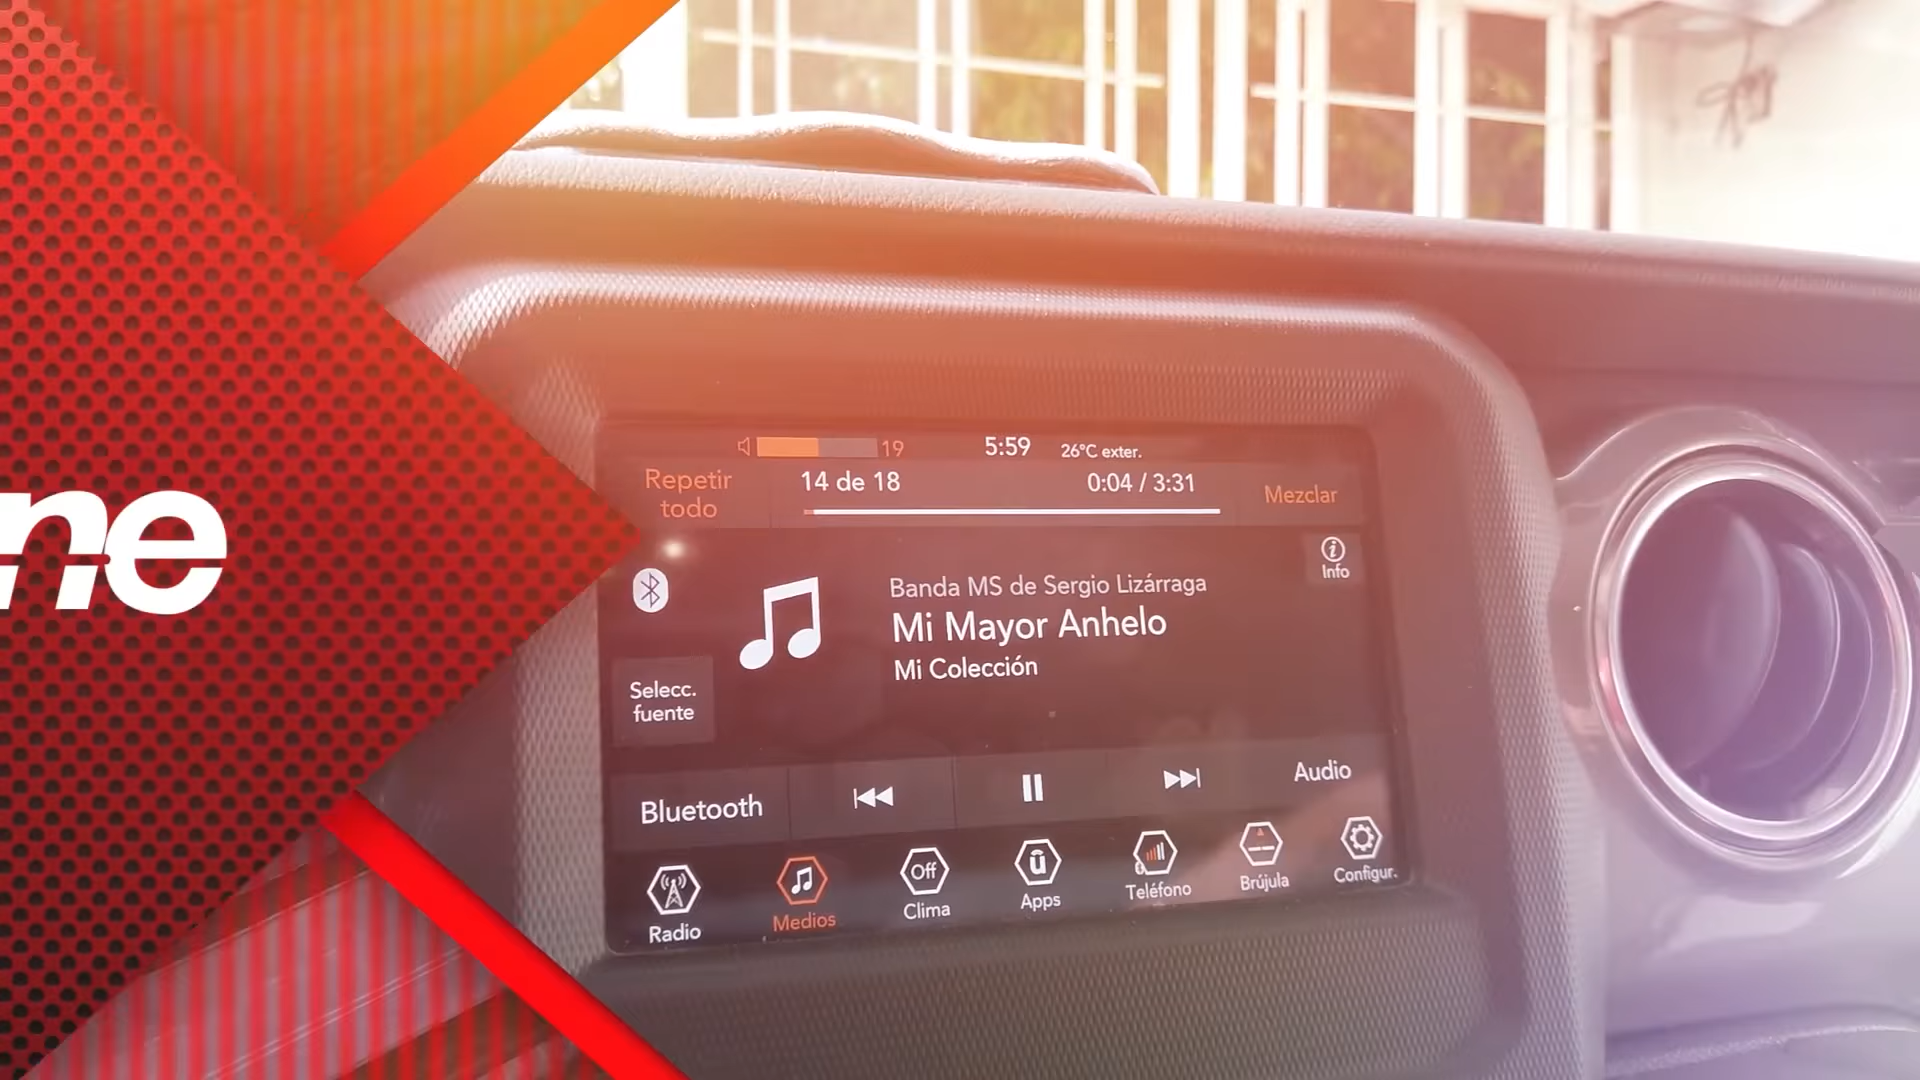 ne
19
5:59
26°C exter.
Repetir
todo
14 de 18
0:04 / 3:31
Mezclar
Info
Banda MS de Sergio Lizárraga
Mi Mayor Anhelo
Mi Colección
Selecc.
fuente
Bluetooth
Audio
Radio
Medios
Off
Clima
û
Apps
Teléfono
Brújula
Configur.